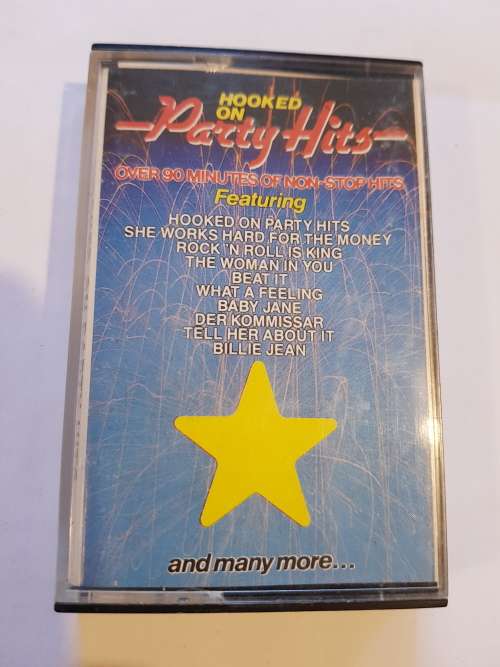 HOOKED
ON
Party Hits
OVER 90 MINUTES OF NON-STOP HITS
Featuring
HOOKED ON PARTY HITS
SHE WORKS HARD FOR THE MONEY
ROCK 'N ROLL IS KING
THE WOMAN IN YOU
BEAT IT
WHAT A FEELING
BABY JANE
DER KOMMISSAR
TELL HER ABOUT IT
BILLIE JEAN
and many more...